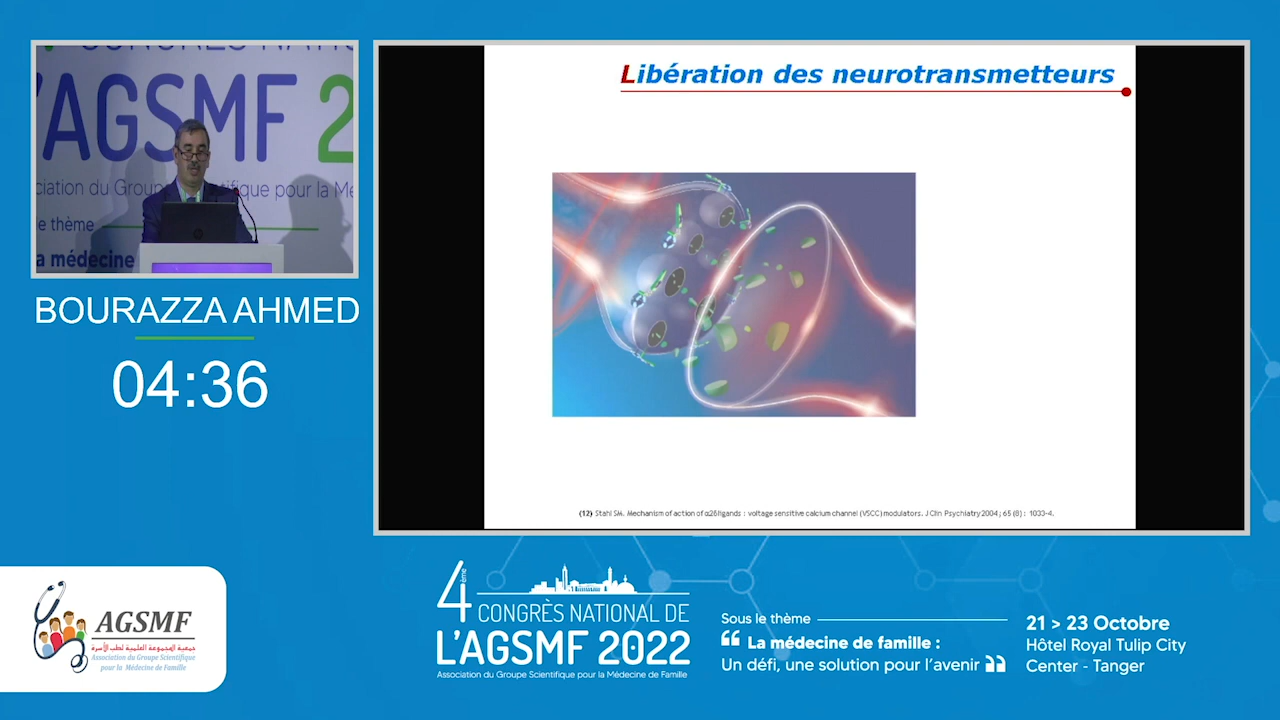 CONGRÈS NATI
L'AGSMF 2
ciation du Groupe Scientifique pour la Mé
e thème
a médecine
BOURAZZA AHMED
04:36
Libération des neurotransmetteurs
(12) Stahl SM. Mechanism of action of α2δ ligands : voltage sensitive calcium channel (VSCC) modulators. J Clin Psychiatry 2004 ; 65 (8) : 1033-4.
AGSMF
جمعية المجموعة العلمية لطب الأسرة
Association du Groupe Scientifique
pour la Médecine de Famille
4ème
CONGRÈS NATIONAL DE
L'AGSMF 2022
Association du Groupe Scientifique pour la Médecine de Famille
Sous le thème
“ La médecine de famille :
Un défi, une solution pour l'avenir ”
21 > 23 Octobre
Hôtel Royal Tulip City
Center - Tanger